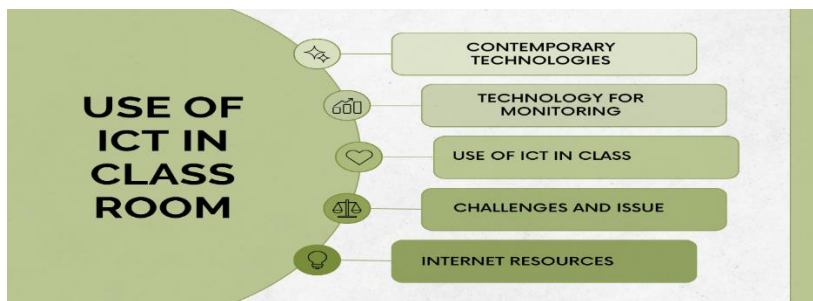 USE OF
ICT IN
CLASS
ROOM
CONTEMPORARY
TECHNOLOGIES
TECHNOLOGY FOR
MONITORING
USE OF ICT IN CLASS
CHALLENGES AND ISSUE
INTERNET RESOURCES